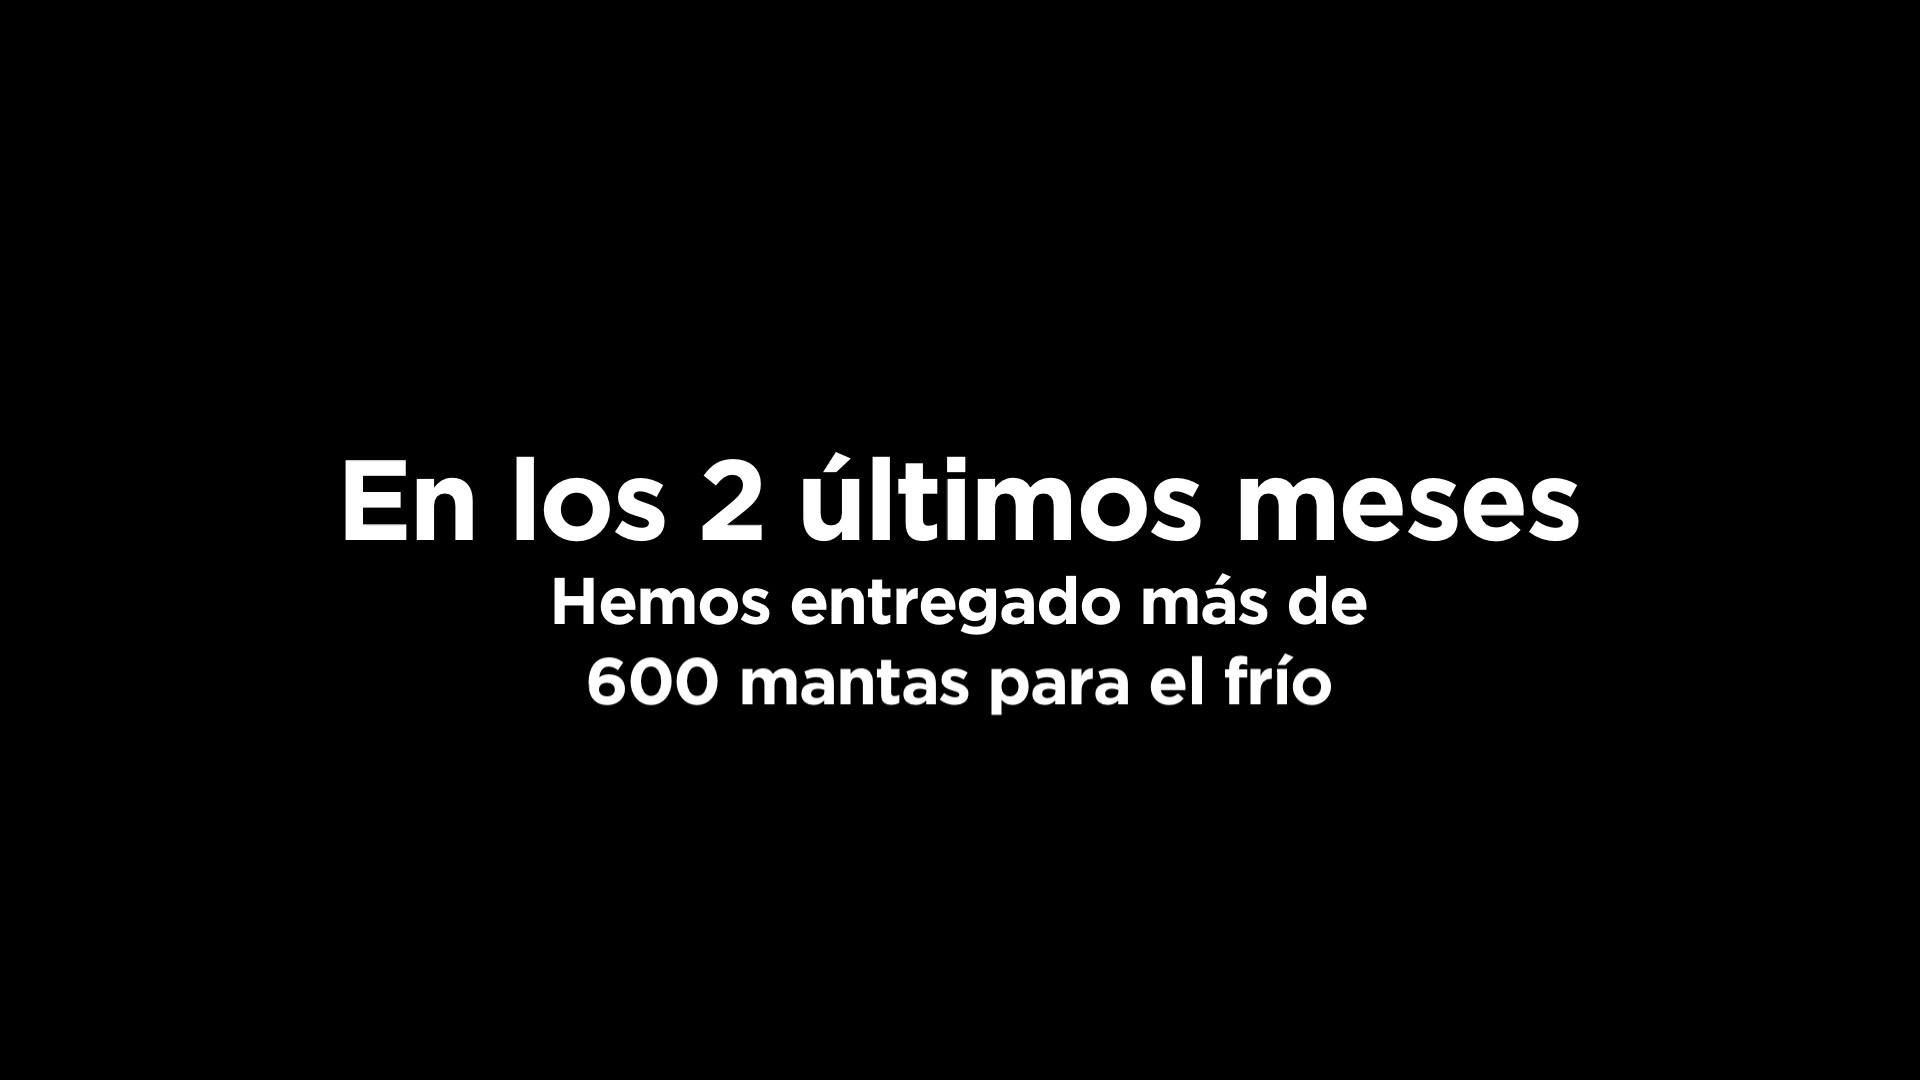 En los 2 últimos meses
Hemos entregado más de
600 mantas para el frío